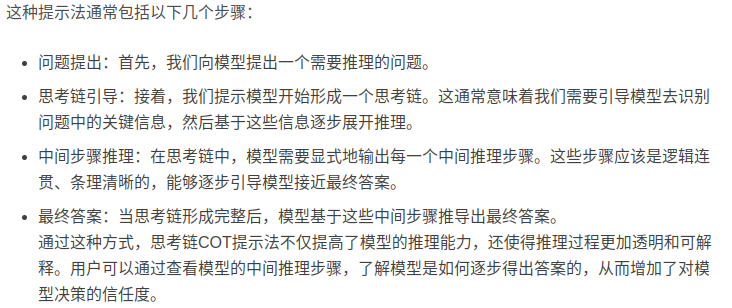 这种提示法通常包括以下几个步骤：
• 问题提出：首先，我们向模型提出一个需要推理的问题。
• 思考链引导：接着，我们提示模型开始形成一个思考链。这通常意味着我们需要引导模型去识别
问题中的关键信息，然后基于这些信息逐步展开推理。
• 中间步骤推理：在思考链中，模型需要显式地输出每一个中间推理步骤。这些步骤应该是逻辑连
贯、条理清晰的，能够逐步引导模型接近最终答案。
• 最终答案：当思考链形成完整后，模型基于这些中间步骤推导出最终答案。
通过这种方式，思考链COT提示法不仅提高了模型的推理能力，还使得推理过程更加透明和可解
释。用户可以通过查看模型的中间推理步骤，了解模型是如何逐步得出答案的，从而增加了对模
型决策的信任度。